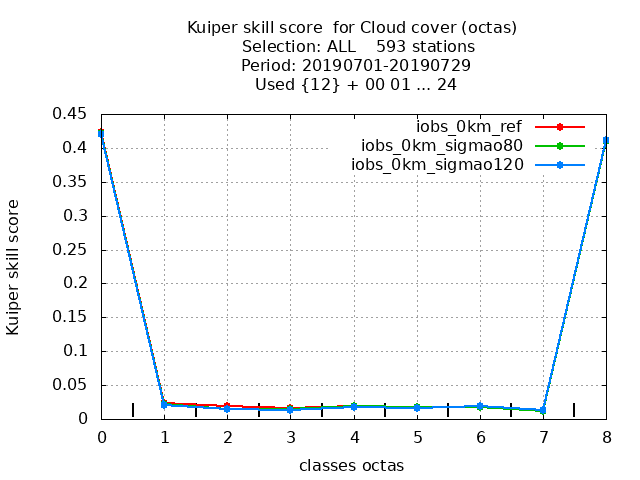 Kuiper skill score  for Cloud cover (octas)
Selection: ALL    593 stations
Period: 20190701-20190729
Used {12} + 00 01 ... 24
iobs_0km_ref
iobs_0km_sigmao80
iobs_0km_sigmao120
Kuiper skill score
0.45
0.4
0.35
0.3
0.25
0.2
0.15
0.1
0.05
0
0 1 2 3 4 5 6 7 8
classes octas